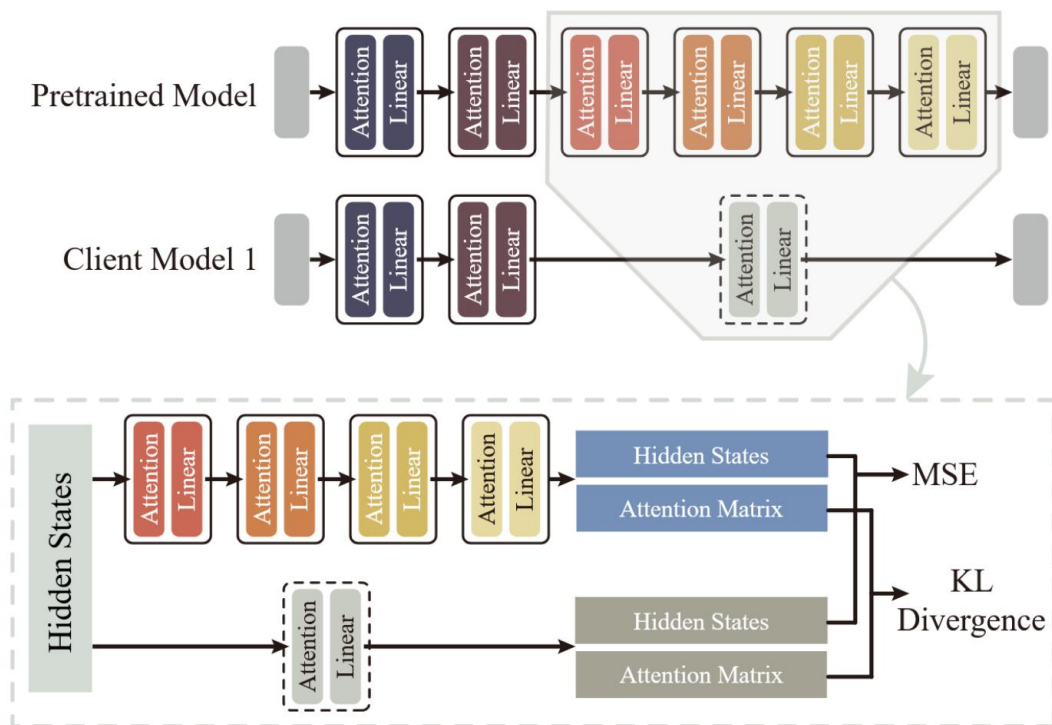 Pretrained Model
Attention
Linear
Attention
Linear
Attention
Linear
Attention
Linear
Attention
Linear
Attention
Linear
Client Model 1
Attention
Linear
Attention
Linear
Attention
Linear
Hidden States
Attention
Linear
Attention
Linear
Attention
Linear
Attention
Linear
Hidden States
Attention Matrix
MSE
Attention
Linear
Hidden States
Attention Matrix
KL
Divergence